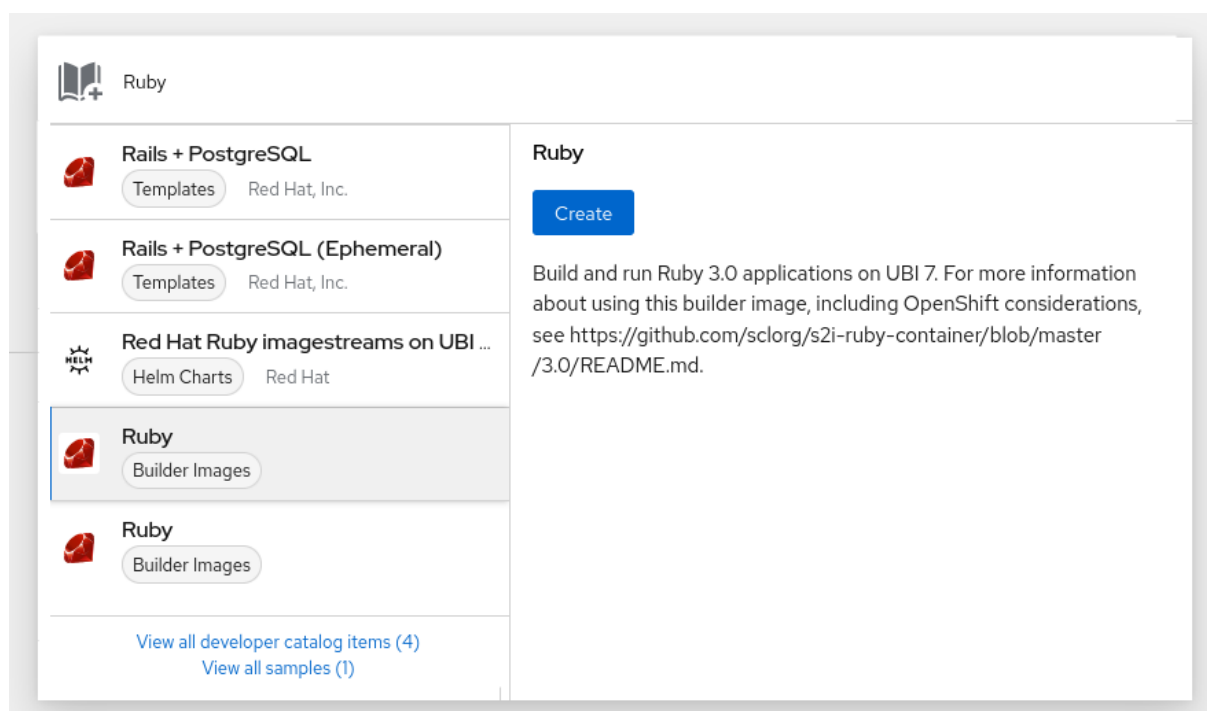 Ruby
Rails + PostgreSQL
Templates Red Hat, Inc.
Rails + PostgreSQL (Ephemeral)
Templates Red Hat, Inc.
HELM
Red Hat Ruby imagestreams on UBI ...
Helm Charts Red Hat
Ruby
Builder Images
Ruby
Builder Images
View all developer catalog items (4)
View all samples (1)
Ruby
Create
Build and run Ruby 3.0 applications on UBI 7. For more information
about using this builder image, including OpenShift considerations,
see https://github.com/sclorg/s2i-ruby-container/blob/master
/3.0/README.md.